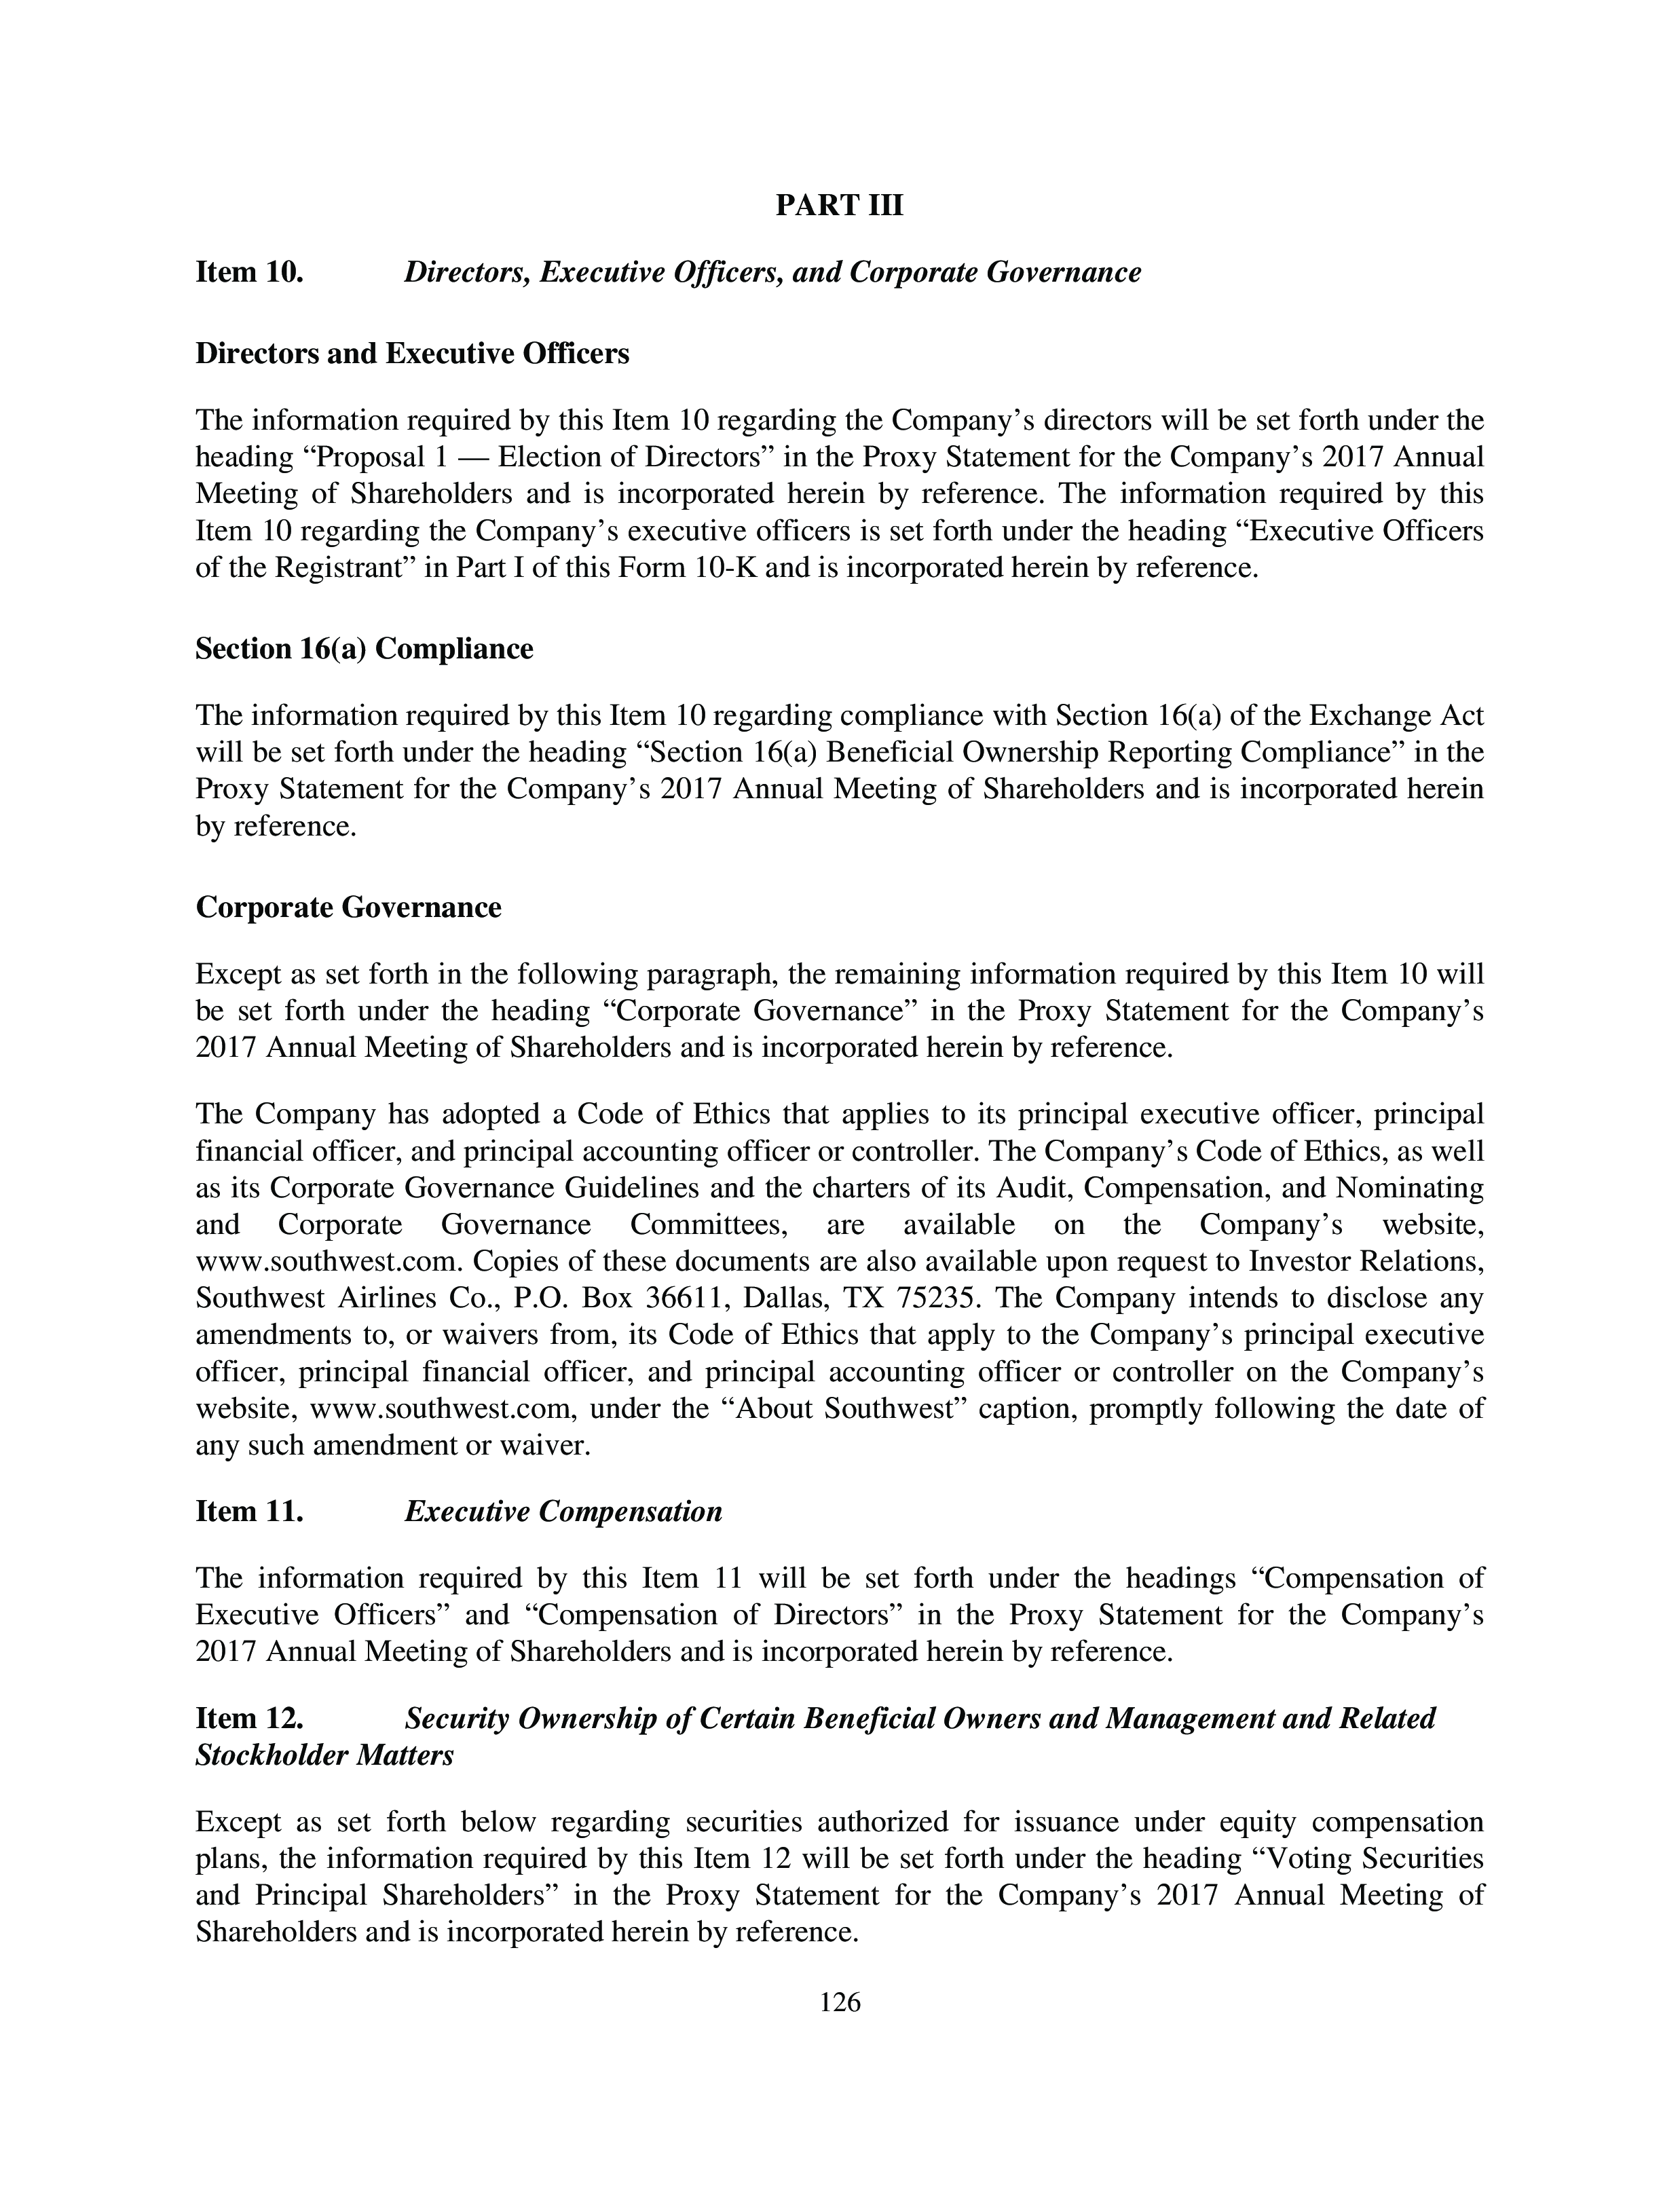 PART III
Item 10. Directors, Executive Officers, and Corporate Governance
Directors and Executive Officers
The information required by this Item 10 regarding the Company’s directors will be set forth under the
heading “Proposal 1 — Election of Directors” in the Proxy Statement for the Company’s 2017 Annual
Meeting of Shareholders and is incorporated herein by reference. The information required by this
Item 10 regarding the Company’s executive officers is set forth under the heading “Executive Officers
of the Registrant” in Part I of this Form 10-K and is incorporated herein by reference.
Section 16(a) Compliance
The information required by this Item 10 regarding compliance with Section 16(a) of the Exchange Act
will be set forth under the heading “Section 16(a) Beneficial Ownership Reporting Compliance” in the
Proxy Statement for the Company’s 2017 Annual Meeting of Shareholders and is incorporated herein
by reference.
Corporate Governance
Except as set forth in the following paragraph, the remaining information required by this Item 10 will
be set forth under the heading “Corporate Governance” in the Proxy Statement for the Company’s
2017 Annual Meeting of Shareholders and is incorporated herein by reference.
The Company has adopted a Code of Ethics that applies to its principal executive officer, principal
financial officer, and principal accounting officer or controller. The Company’s Code of Ethics, as well
as its Corporate Governance Guidelines and the charters of its Audit, Compensation, and Nominating
and Corporate Governance Committees, are available on the Company’s website,
www.southwest.com. Copies of these documents are also available upon request to Investor Relations,
Southwest Airlines Co., P.O. Box 36611, Dallas, TX 75235. The Company intends to disclose any
amendments to, or waivers from, its Code of Ethics that apply to the Company’s principal executive
officer, principal financial officer, and principal accounting officer or controller on the Company’s
website, www.southwest.com, under the “About Southwest” caption, promptly following the date of
any such amendment or waiver.
Item 11. Executive Compensation
The information required by this Item 11 will be set forth under the headings “Compensation of
Executive Officers” and “Compensation of Directors” in the Proxy Statement for the Company’s
2017 Annual Meeting of Shareholders and is incorporated herein by reference.
Item 12. Security Ownership of Certain Beneficial Owners and Management and Related
Stockholder Matters
Except as set forth below regarding securities authorized for issuance under equity compensation
plans, the information required by this Item 12 will be set forth under the heading “Voting Securities
and Principal Shareholders” in the Proxy Statement for the Company’s 2017 Annual Meeting of
Shareholders and is incorporated herein by reference.
126